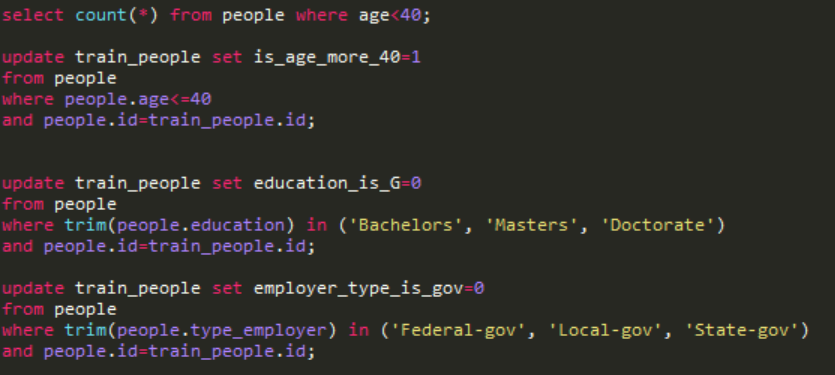 select count(*) from people where age<40;
update train_people set is_age_more_40=1
from people
where people.age<=40
and people.id=train_people.id;
update train_people set education_is_G=0
from people
where trim(people.education) in ('Bachelors', 'Masters', 'Doctorate')
and people.id=train_people.id;
update train_people set employer_type_is_gov=0
from people
where trim(people.type_employer) in ('Federal-gov', 'Local-gov', 'State-gov')
and people.id=train_people.id;